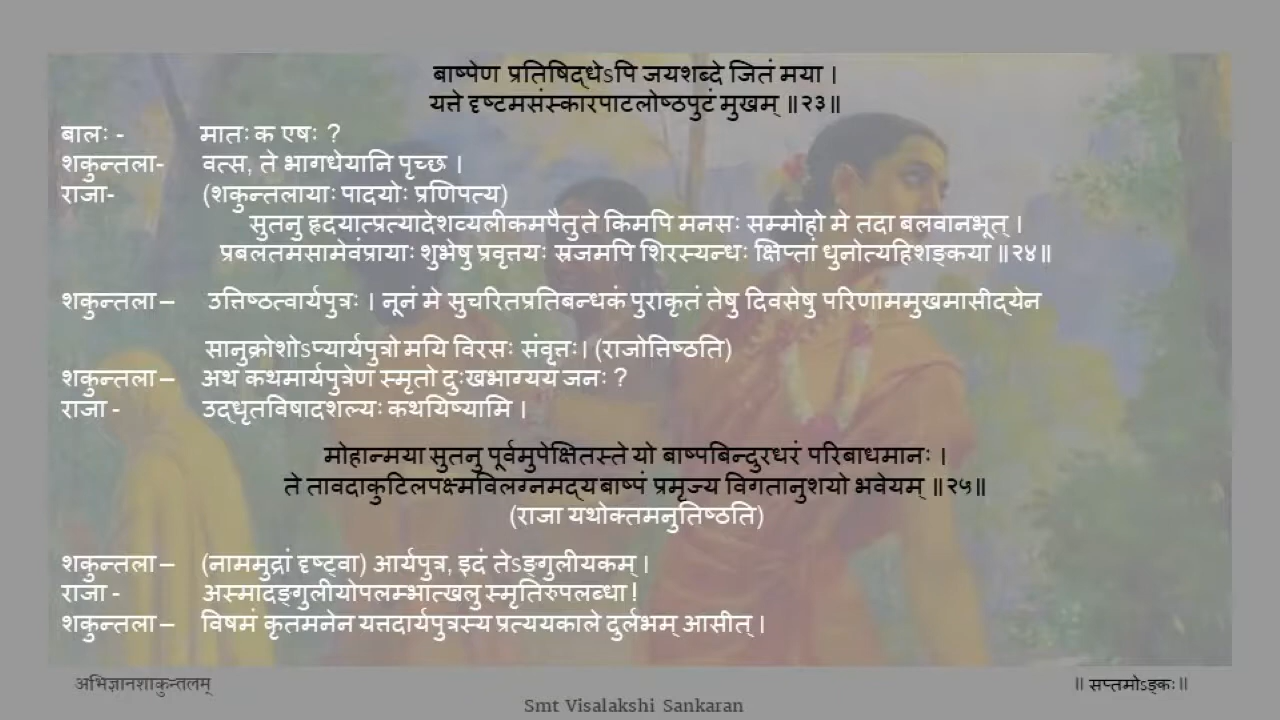 बाष्पेण प्रतिषिद्धेऽपि जयशब्दे जितं मया ।
यत्ते दृष्टमसंस्कारपाटलोष्ठपुटं मुखम् ॥२३॥
बालः - मातः क एषः ?
शकुन्तला- वत्स, ते भागधेयानि पृच्छ ।
राजा- (शकुन्तलायाः पादयोः प्रणिपत्य)
सुतनु हृदयात्प्रत्यादेशव्यलीकमपैतु ते किमपि मनसः सम्मोहो मे तदा बलवानभूत् ।
प्रबलतमसामेवंप्रायाः शुभेषु प्रवृत्तयः स्रजमपि शिरस्यन्धः क्षिप्तां धुनोत्यहिशङ्कया ॥२४॥
शकुन्तला – उत्तिष्ठत्वार्यपुत्रः । नूनं मे सुचरितप्रतिबन्धकं पुराकृतं तेषु दिवसेषु परिणाममुखमासीद्येन
सानुक्रोशोऽप्यार्यपुत्रो मयि विरसः संवृत्तः। (राजोत्तिष्ठति)
शकुन्तला – अथ कथमार्यपुत्रेण स्मृतो दुःखभाग्ययं जनः ?
राजा - उद्धृतविषादशल्यः कथयिष्यामि ।
मोहान्मया सुतनु पूर्वमुपेक्षितस्ते यो बाष्पबिन्दुरधरं परिबाधमानः ।
ते तावदाकुटिलपक्ष्मविलग्नमद्य बाष्पं प्रमृज्य विगतानुशयो भवेयम् ॥२५॥
(राजा यथोक्तमनुतिष्ठति)
शकुन्तला – (नाममुद्रां दृष्ट्वा) आर्यपुत्र, इदं तेऽङ्गुलीयकम् ।
राजा - अस्मादङ्गुलीयोपलम्भात्खलु स्मृतिरुपलब्धा !
शकुन्तला – विषमं कृतमनेन यत्तदार्यपुत्रस्य प्रत्ययकाले दुर्लभम् आसीत् ।
अभिज्ञानशाकुन्तलम्
॥ सप्तमोऽङ्कः॥
Smt Visalakshi Sankaran